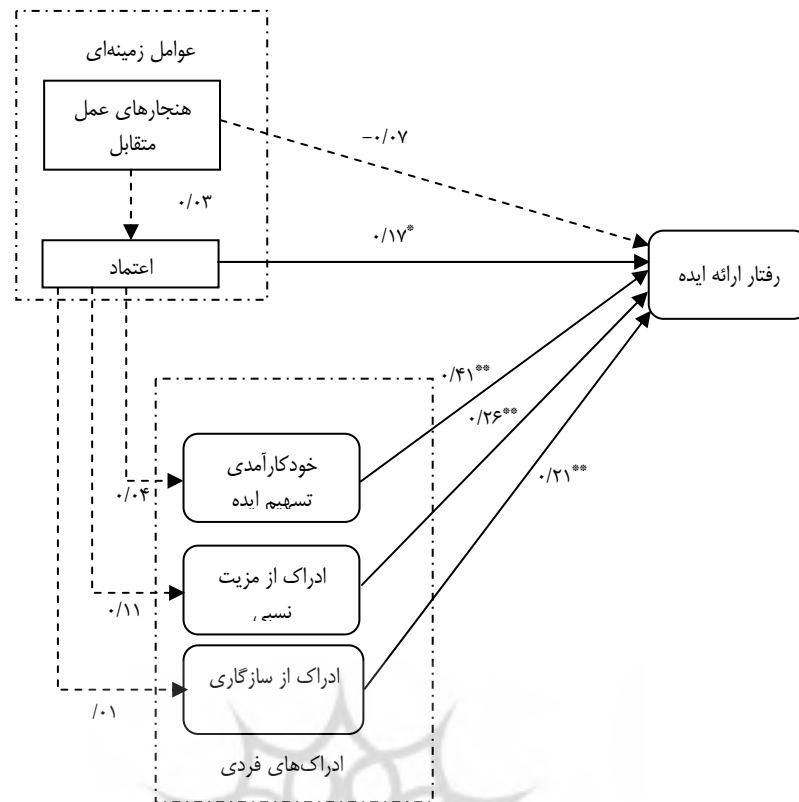 عوامل زمینه‌ای
هنجارهای عمل
متقابل
−۰/۰۷
۰/۰۳
۰/۱۷*
اعتماد
رفتار ارائه ایده
۰/۴۱**
۰/۲۶**
خودکارآمدی
تسهیم ایده
۰/۰۴
۰/۲۱**
ادراک از مزیت
نسبی
۰/۱۱
ادراک از سازگاری
/۰۱
ادراک‌های فردی